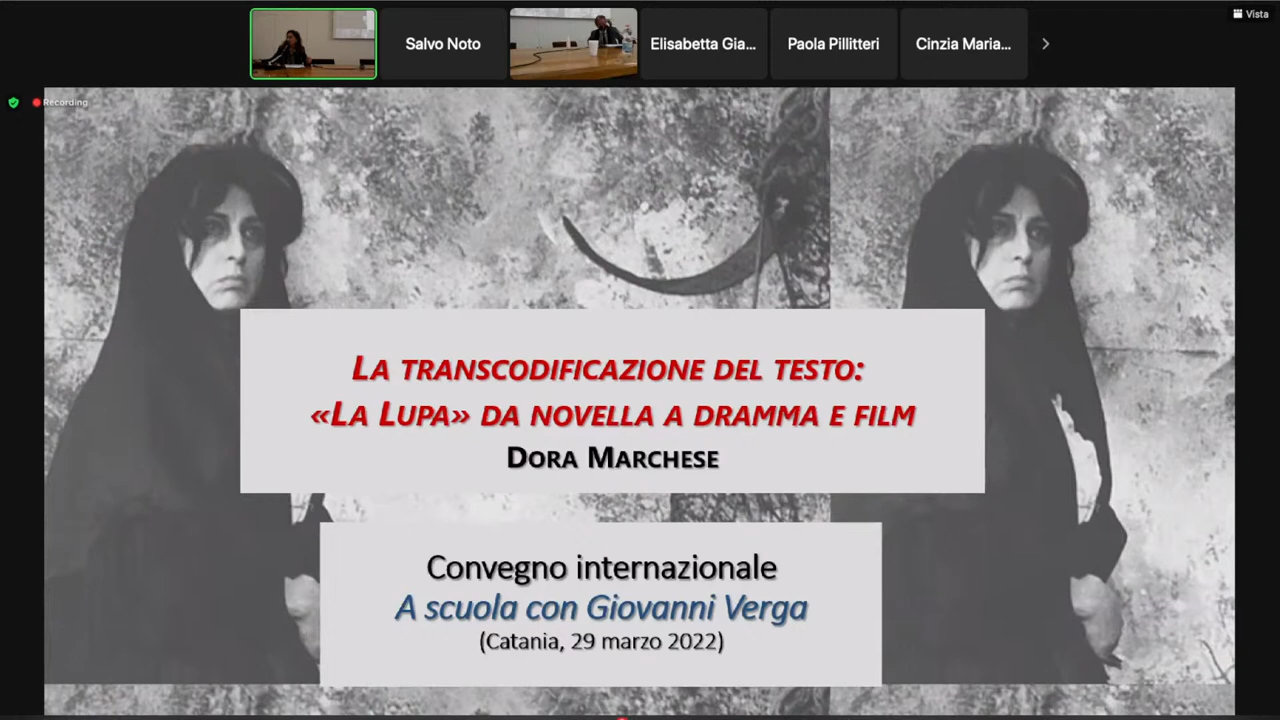 Vista
Salvo Noto
Elisabetta Gia...
Paola Pillitteri
Cinzia Maria...
Recording
LA TRANSCODIFICAZIONE DEL TESTO:
«LA LUPA» DA NOVELLA A DRAMMA E FILM
DORA MARCHESE
Convegno internazionale
A scuola con Giovanni Verga
(Catania, 29 marzo 2022)